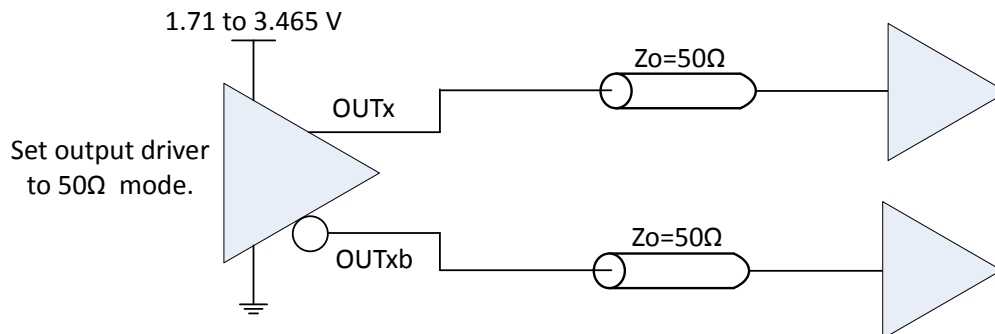 1.71 to 3.465 V
Zo=50Ω
OUTx
Set output driver
to 50Ω mode.
Zo=50Ω
OUTxb